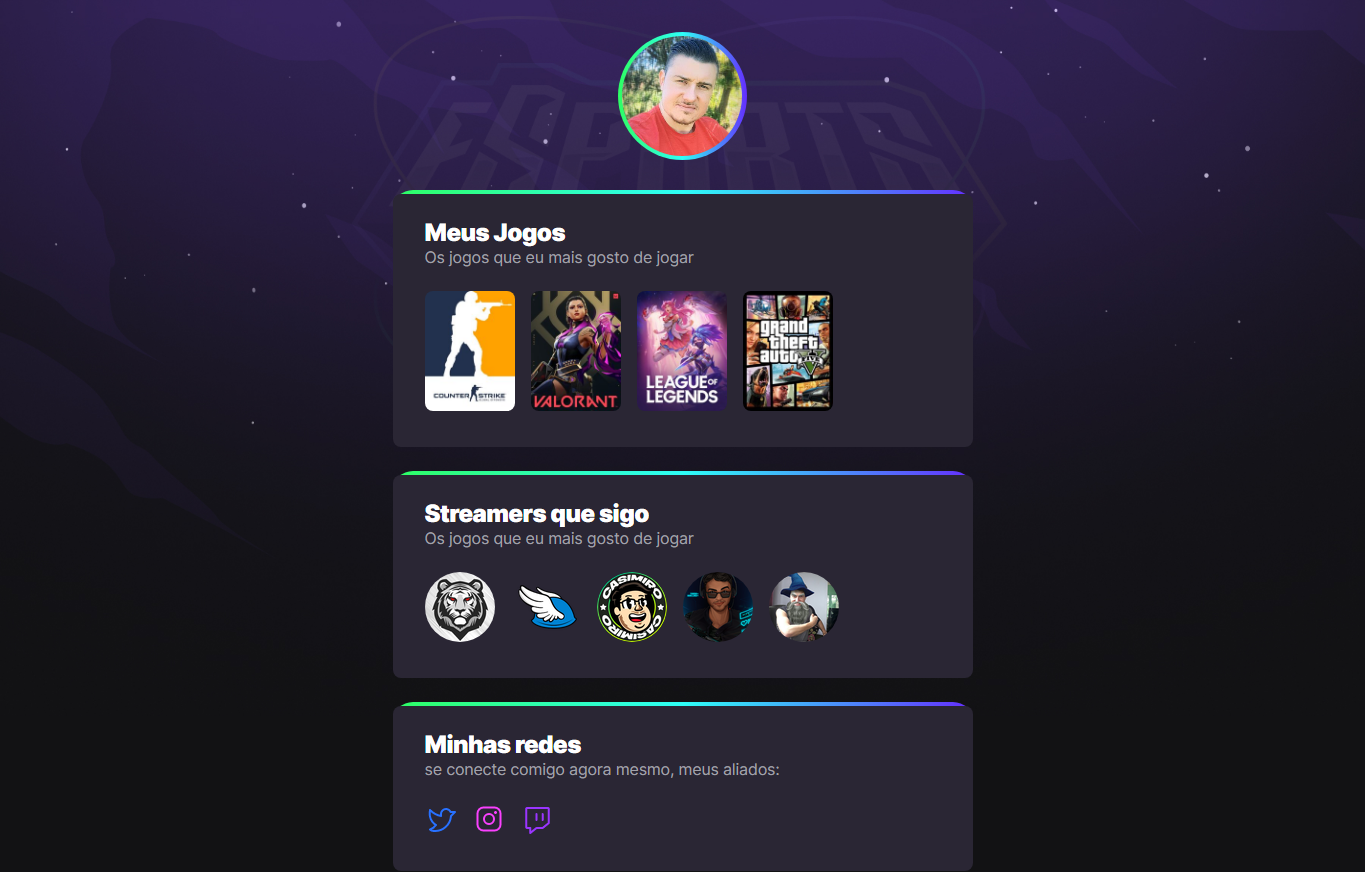 ESPORTS
Meus Jogos
Os jogos que eu mais gosto de jogar
COUNTER STRIKE
VALORANT
LEAGUE OF
LEGENDS
grand
theft
auto
V
Streamers que sigo
Os jogos que eu mais gosto de jogar
CASIMIRO
CASIMIRO
Minhas redes
se conecte comigo agora mesmo, meus aliados: